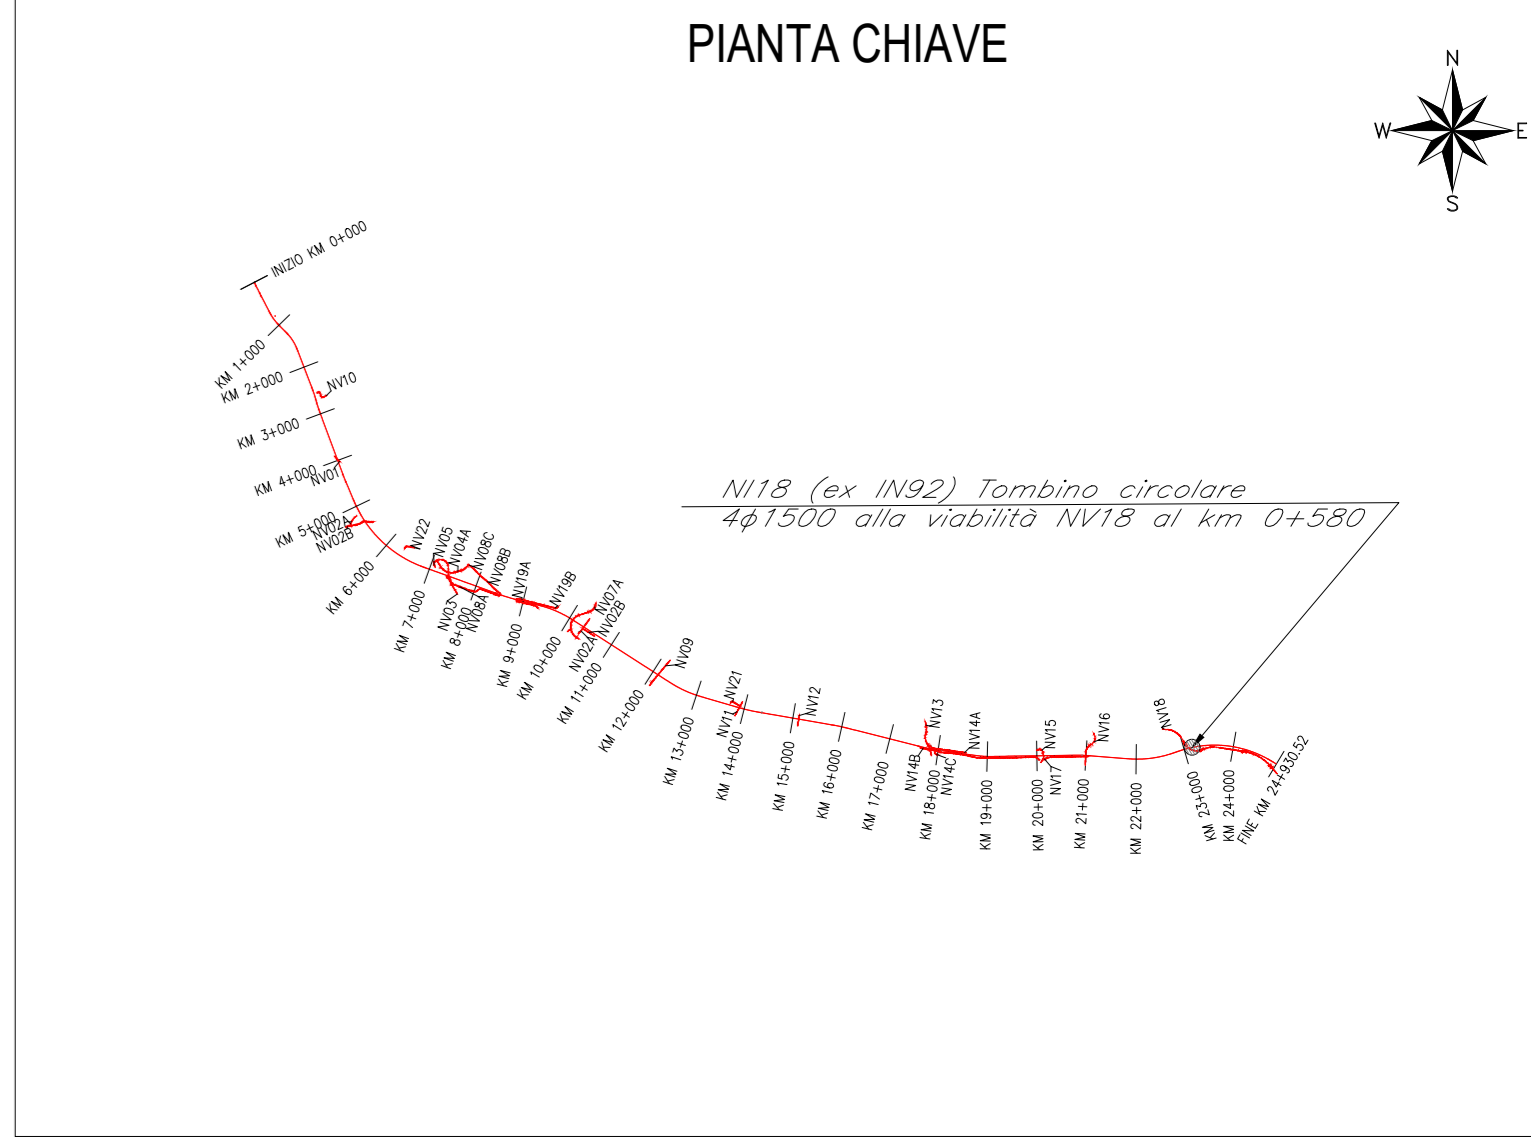 PIANTA CHIAVE
N
W
E
S
INIZIO KM 0+000
KM 1+000
KM 2+000
NV10
KM 3+000
KM 4+000
NV01
KM 5+000
NV02A
NV02B
KM 6+000
NV22
NV05
NV04A
NV08C
NV08B
NV19A
NV19B
NV07A
NV02B
KM 7+000
NV03
KM 8+000
NV08A
KM 9+000
KM 10+000
NV02A
KM 11+000
NV09
KM 12+000
KM 13+000
NV11
NV21
KM 14+000
NV12
KM 15+000
KM 16+000
KM 17+000
NV13
NV14A
NV14B
KM 18+000
NV14C
KM 19+000
NV15
KM 20+000
NV17
NV16
KM 21+000
KM 22+000
NV18
KM 23+000
KM 24+000
FINE KM 24+930.52
NI18 (ex IN92) Tombino circolare
4ϕ1500 alla viabilità NV18 al km 0+580